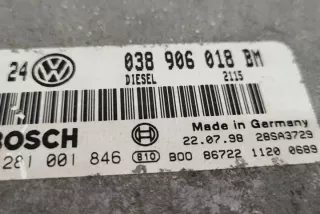 24 VW 038 906 018 BM
DIESEL 2115
BOSCH
Made in Germany
22.07.98 28SA3729
281 001 846 810 BOO 86722 1120 0689